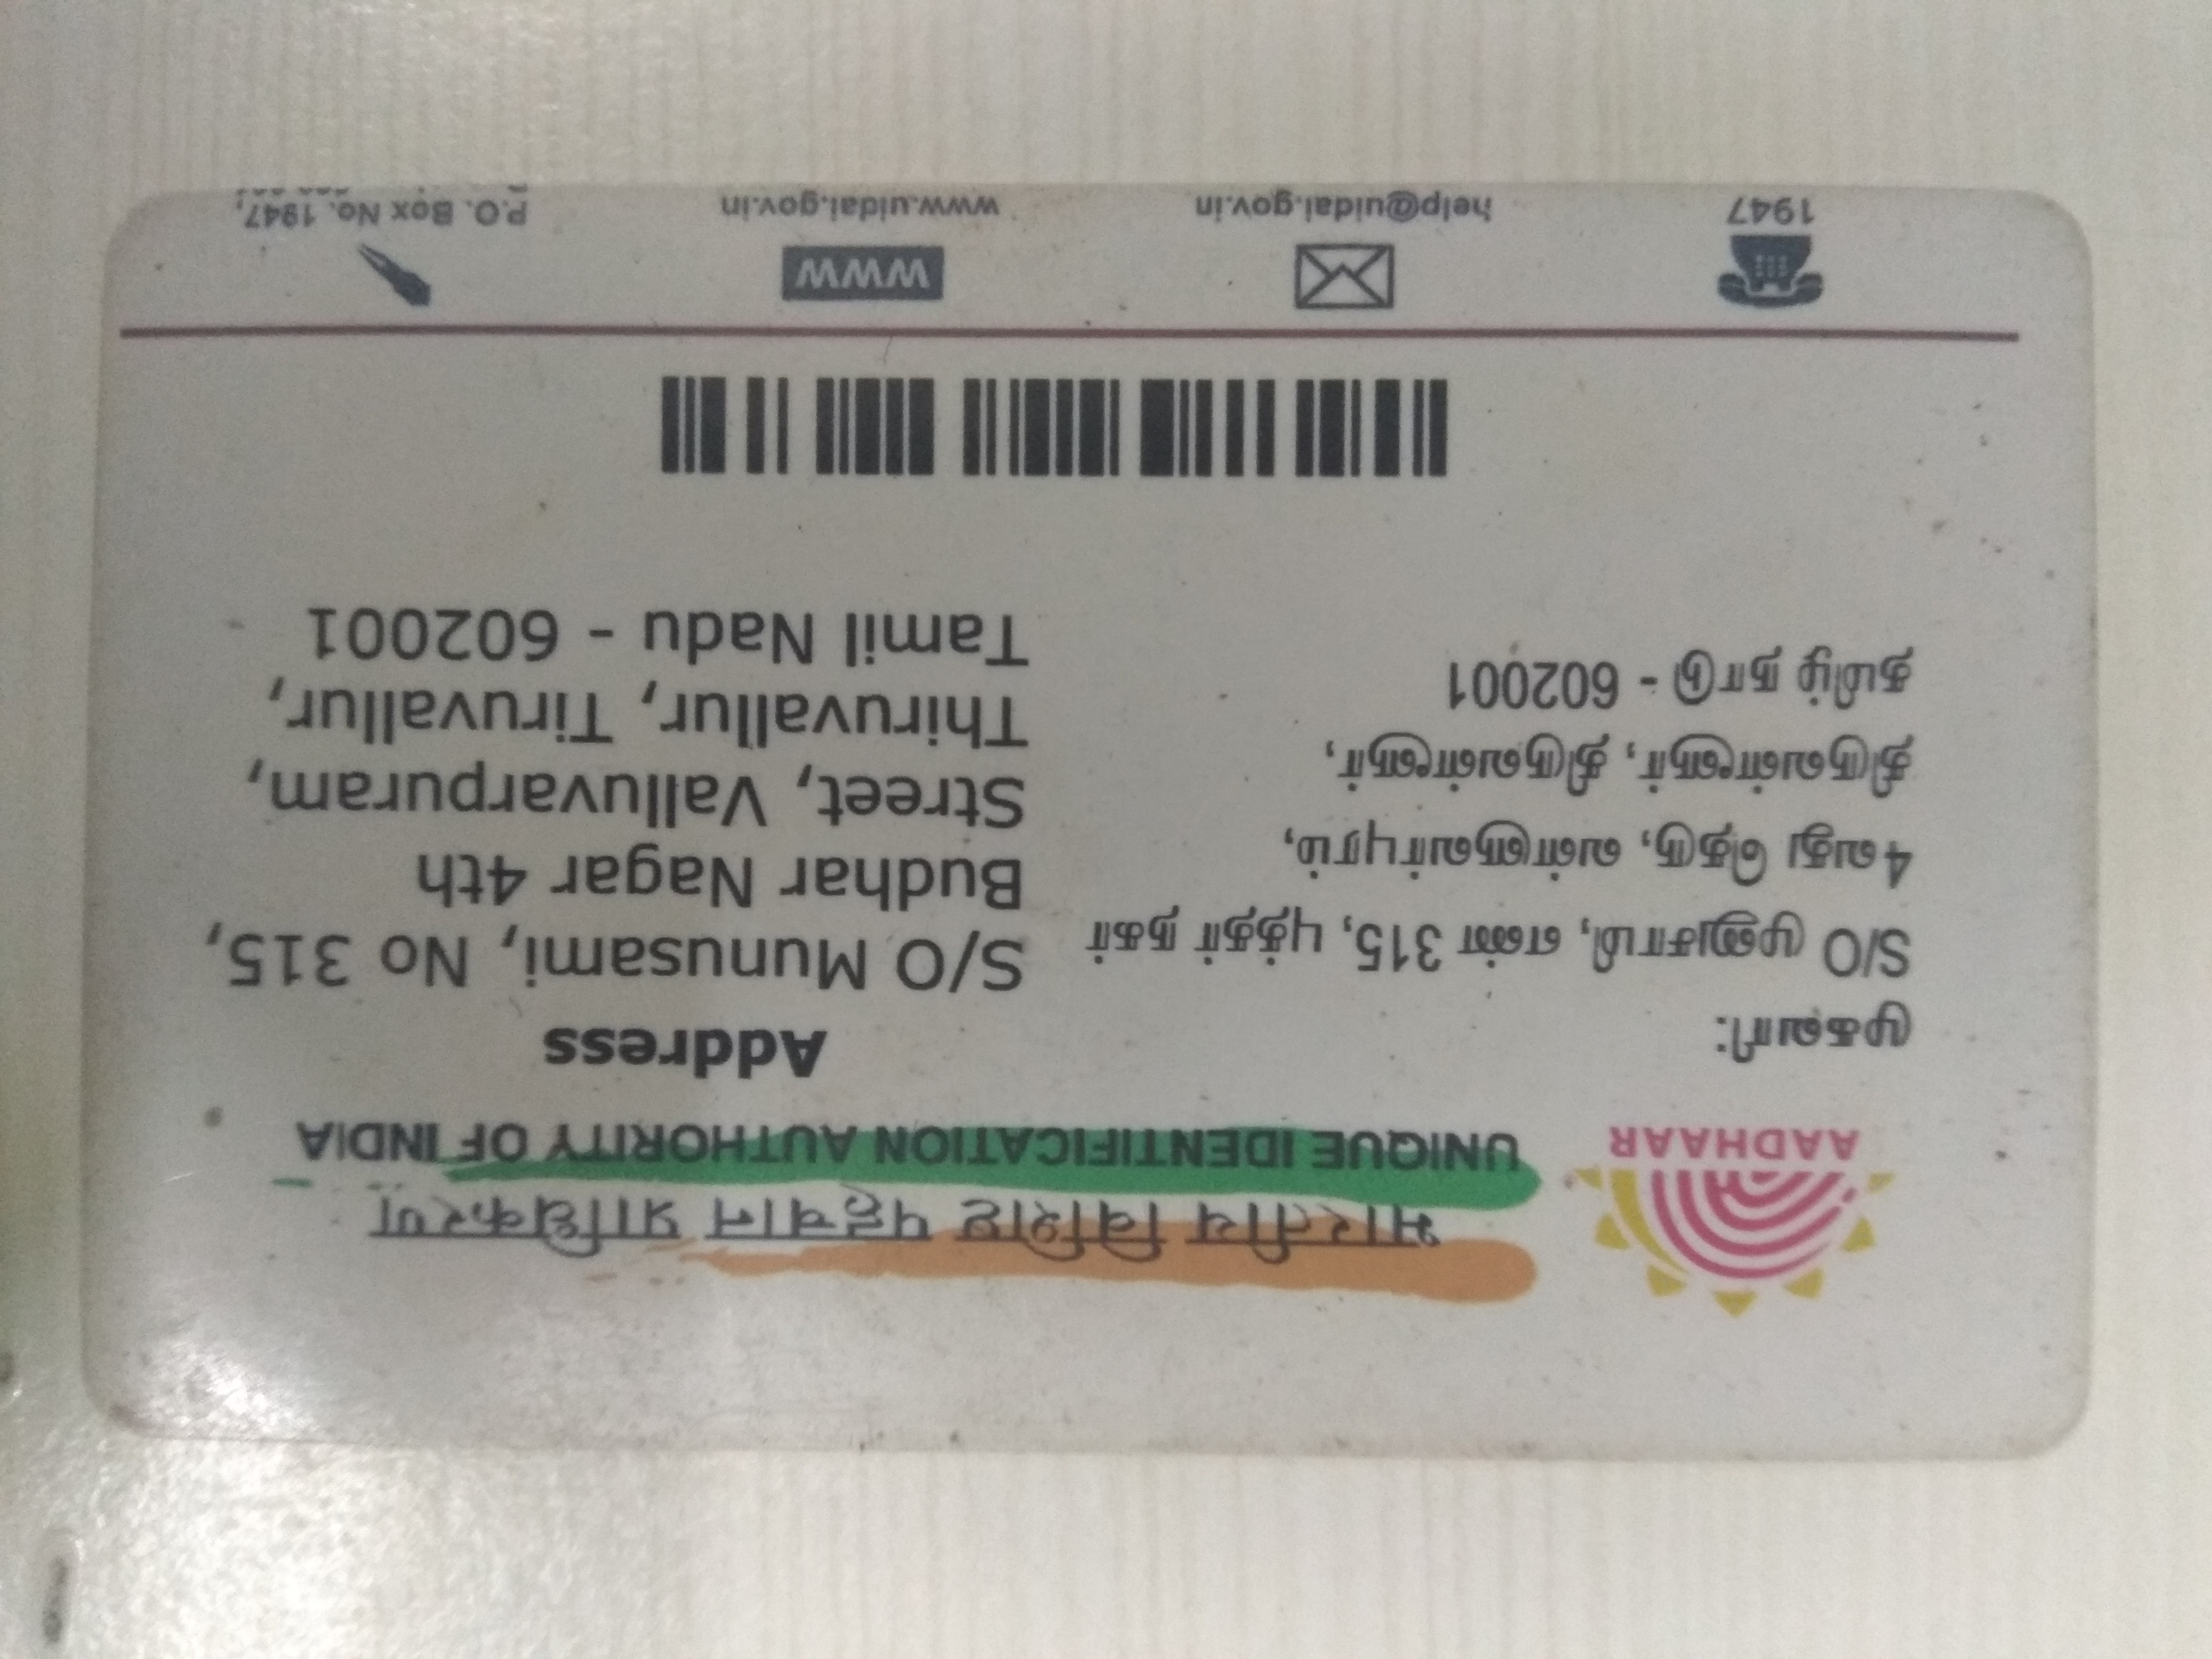 भारतीय विशिष्ट पहचान प्राधिकरण
UNIQUE IDENTIFICATION AUTHORITY OF INDIA
AADHAAR
முகவரி:
S/O முனுசாமி, எண் 315, புத்தர் நகர்
4வது தெரு, வள்ளுவர்புரம்,
திருவள்ளூர், திருவள்ளூர்,
தமிழ் நாடு - 602001
Address
S/O Munusami, No 315,
Budhar Nagar 4th
Street, Valluvarpuram,
Thiruvallur, Tiruvallur,
Tamil Nadu - 602001
1947
help@uidai.gov.in
WWW
www.uidai.gov.in
P.O. Box No. 1947,